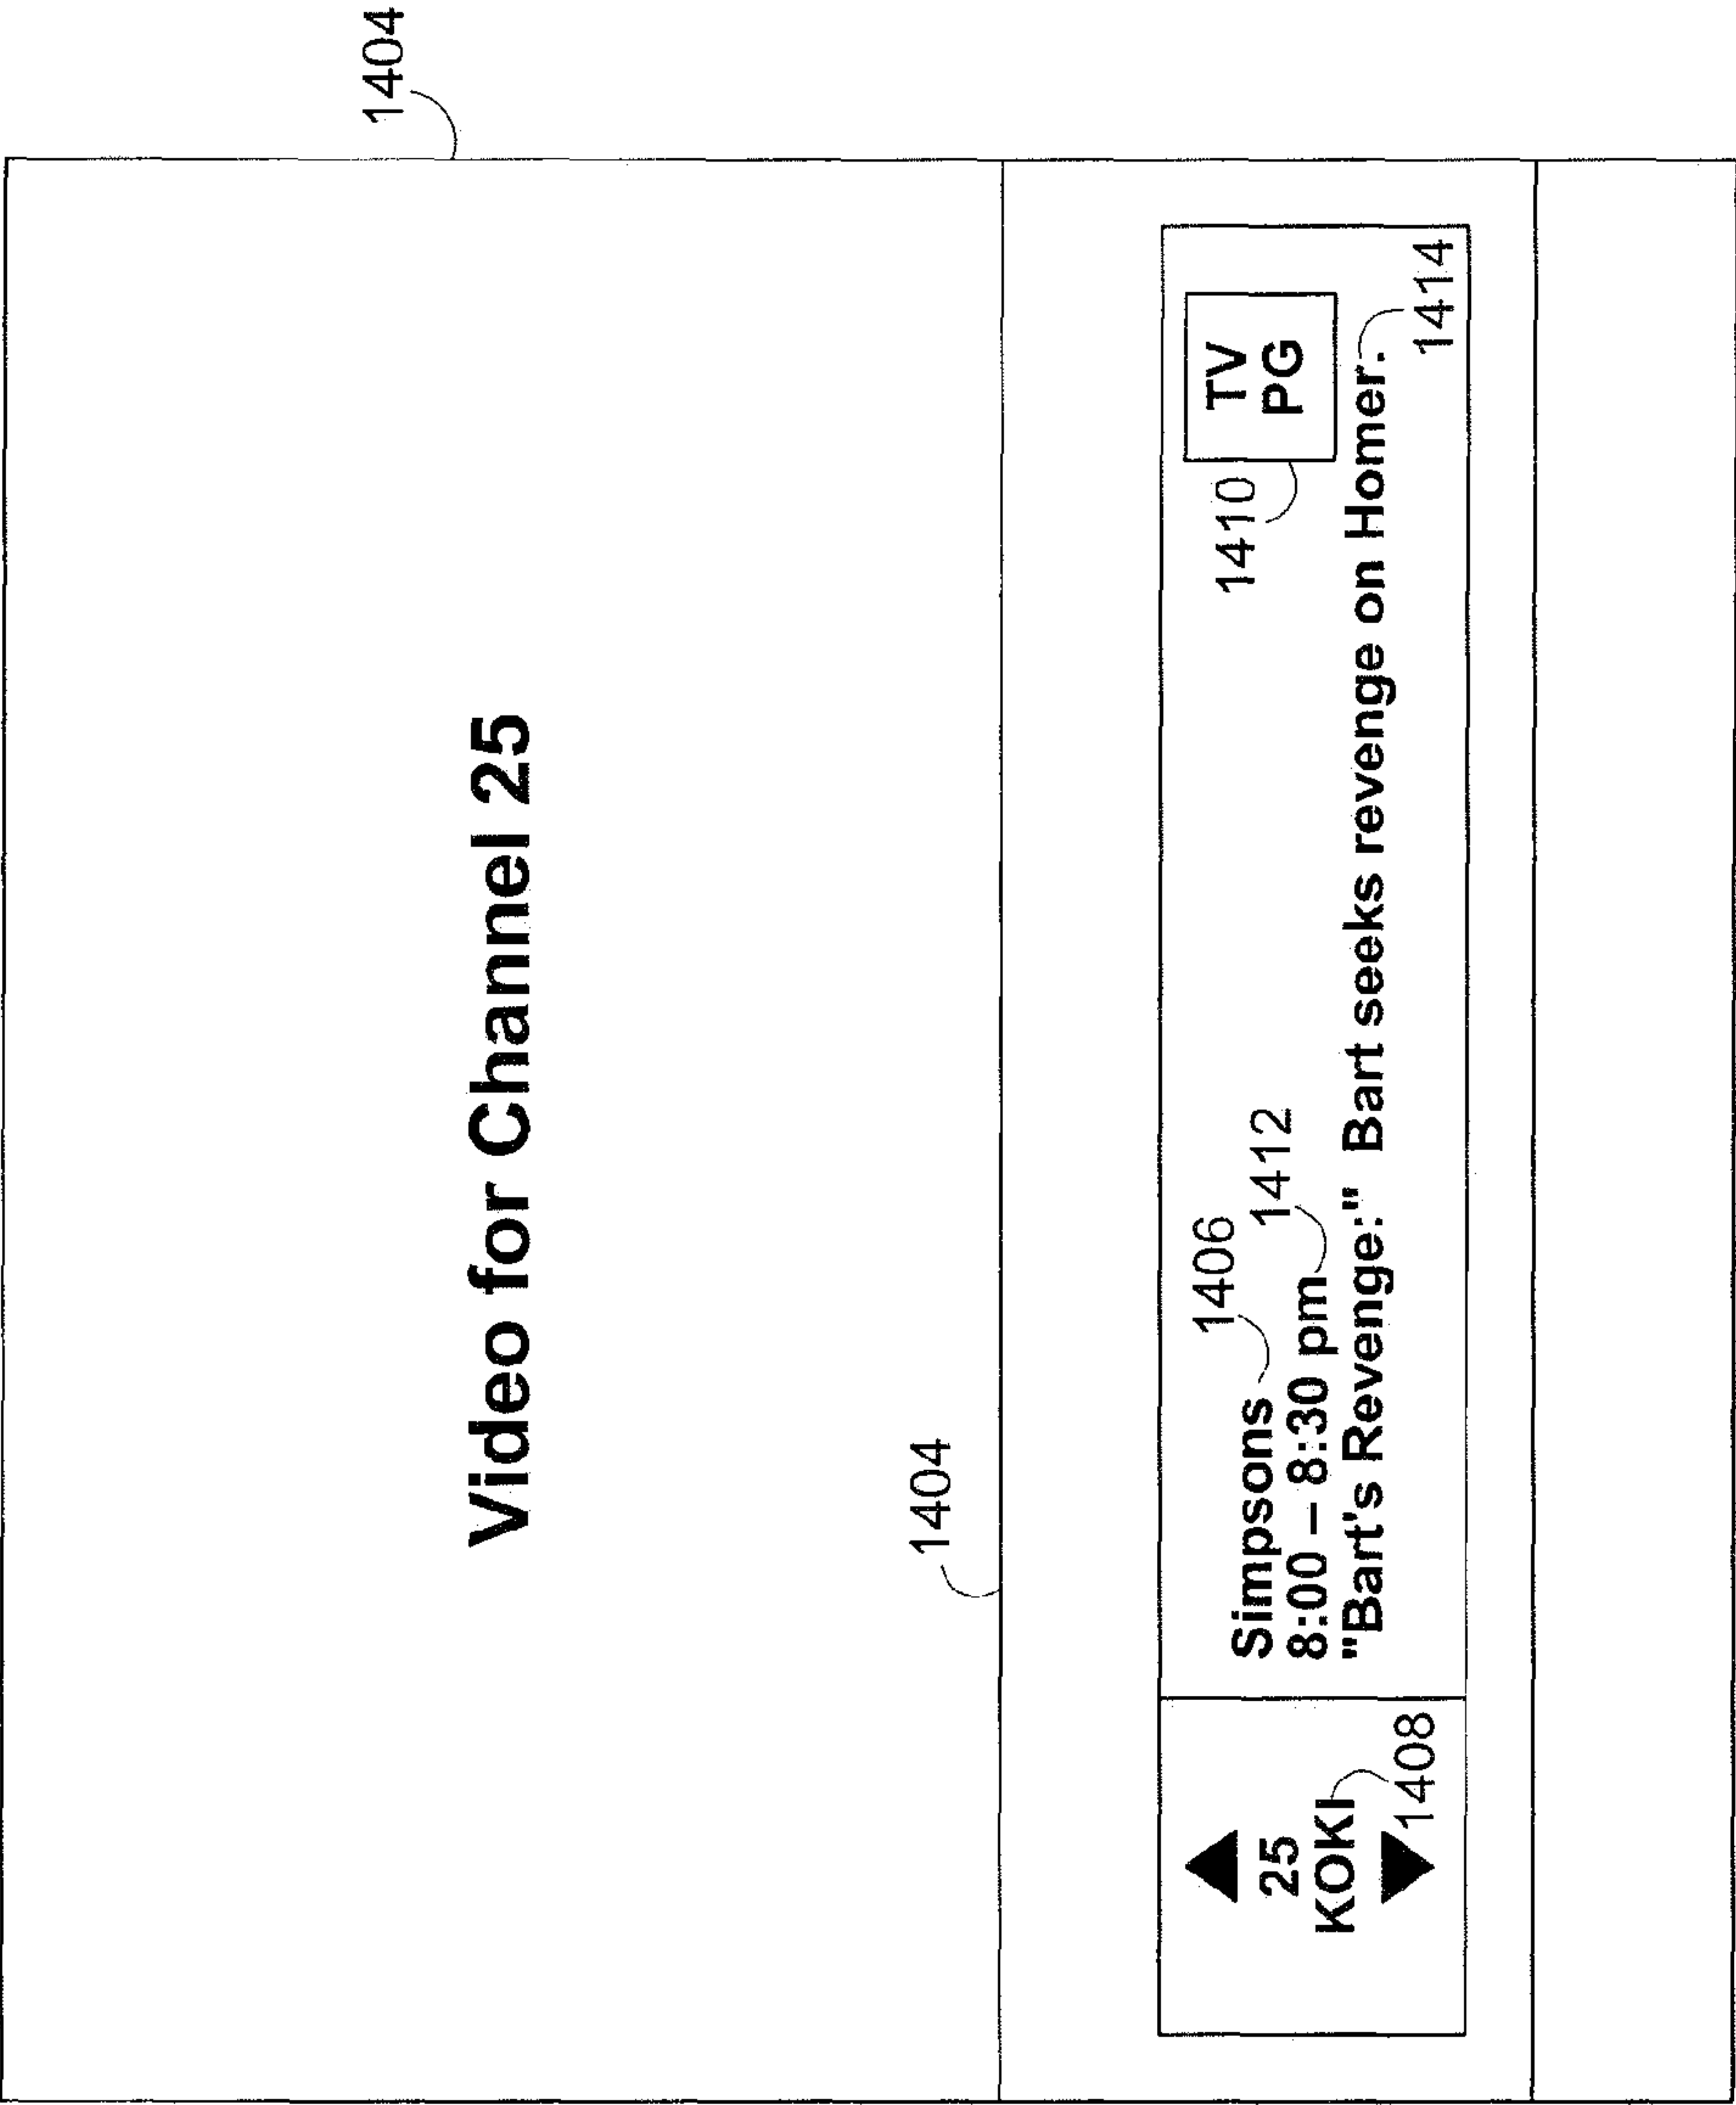 1404
Video for Channel 25
1404
25
KOKI
1408
Simpsons 1406
8:00 – 8:30 pm 1412
"Bart's Revenge:" Bart seeks revenge on Homer.
1410
TV
PG
1414